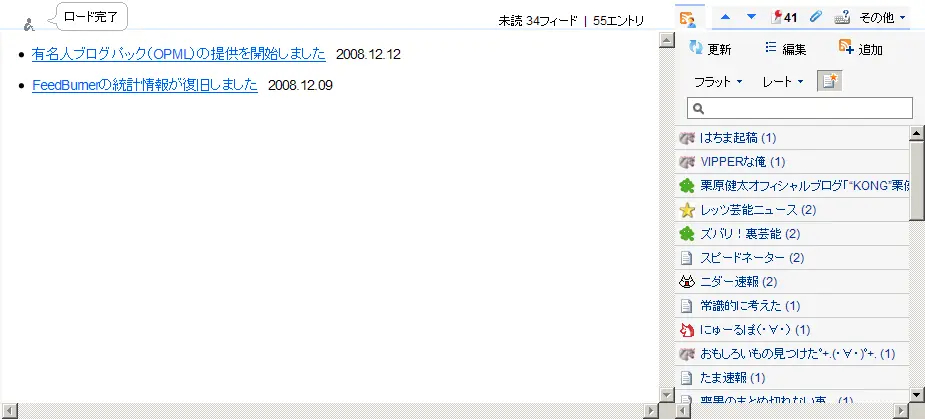 ロード完了
未読 34フィード | 55エントリ
41
その他
有名人ブログパック(OPML)の提供を開始しました 2008.12.12
FeedBurnerの統計情報が復旧しました 2008.12.09
更新 編集 追加
フラット レート
はちま起稿 (1)
VIPPERな俺 (1)
栗原健太オフィシャルブログ「“KONG”栗
レッツ芸能ニュース (2)
ズバリ!裏芸能 (2)
スピードネーター (2)
ニダー速報 (2)
常識的に考えた (1)
にゅーるぽ(・∀・) (1)
おもしろいもの見つけた°+.(・∀・)°+. (1)
たま速報 (1)